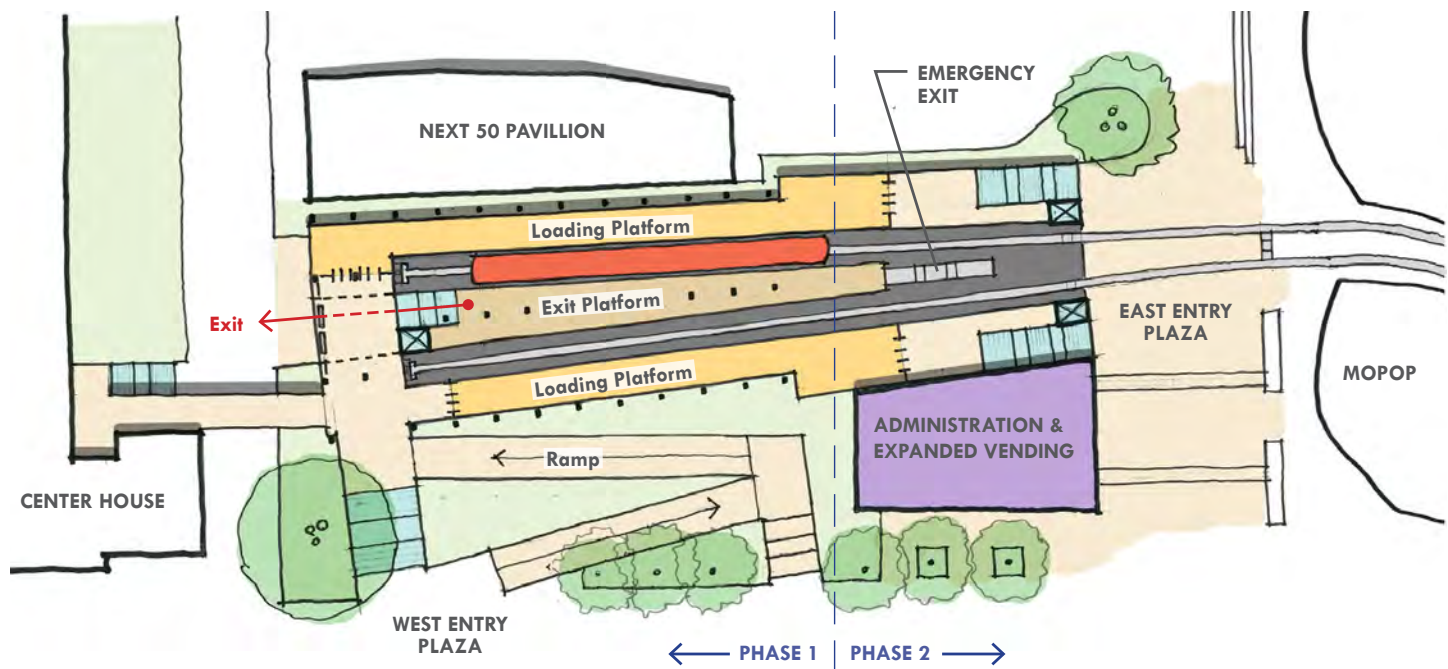 EMERGENCY
EXIT
NEXT 50 PAVILLION
Loading Platform
Exit Platform
Exit
EAST ENTRY
PLAZA
Loading Platform
MOPOP
ADMINISTRATION &
EXPANDED VENDING
Ramp
CENTER HOUSE
WEST ENTRY
PLAZA
PHASE 1
PHASE 2